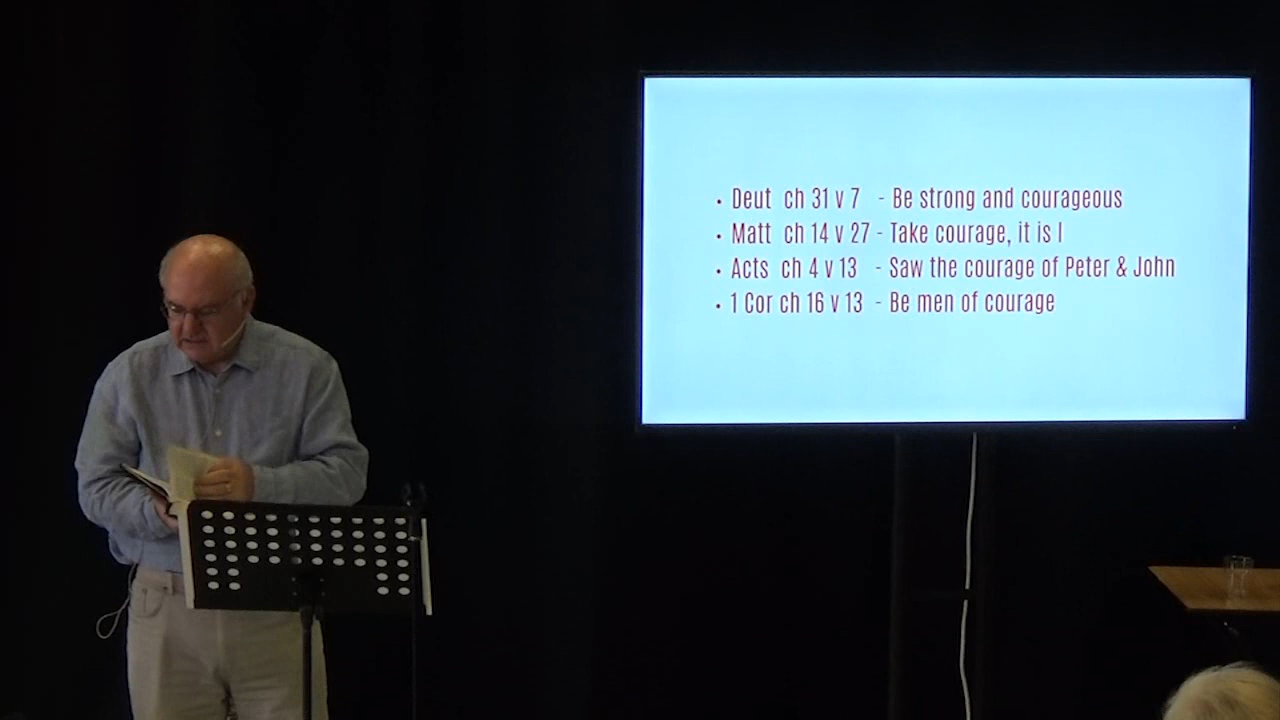 • Deut ch 31 v 7 - Be strong and courageous
• Matt ch 14 v 27 - Take courage, it is I
• Acts ch 4 v 13 - Saw the courage of Peter & John
• 1 Cor ch 16 v 13 - Be men of courage